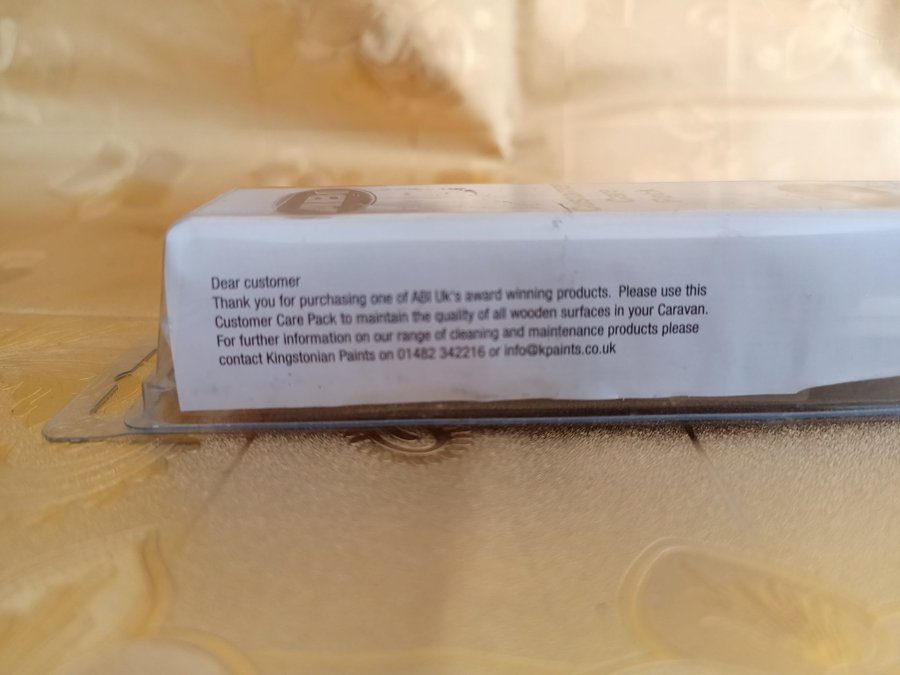 Dear customer
Thank you for purchasing one of ABI Uk's award winning products. Please use this
Customer Care Pack to maintain the quality of all wooden surfaces in your Caravan.
For further information on our range of cleaning and maintenance products please
contact Kingstonian Paints on 01482 342216 or info@kpaints.co.uk